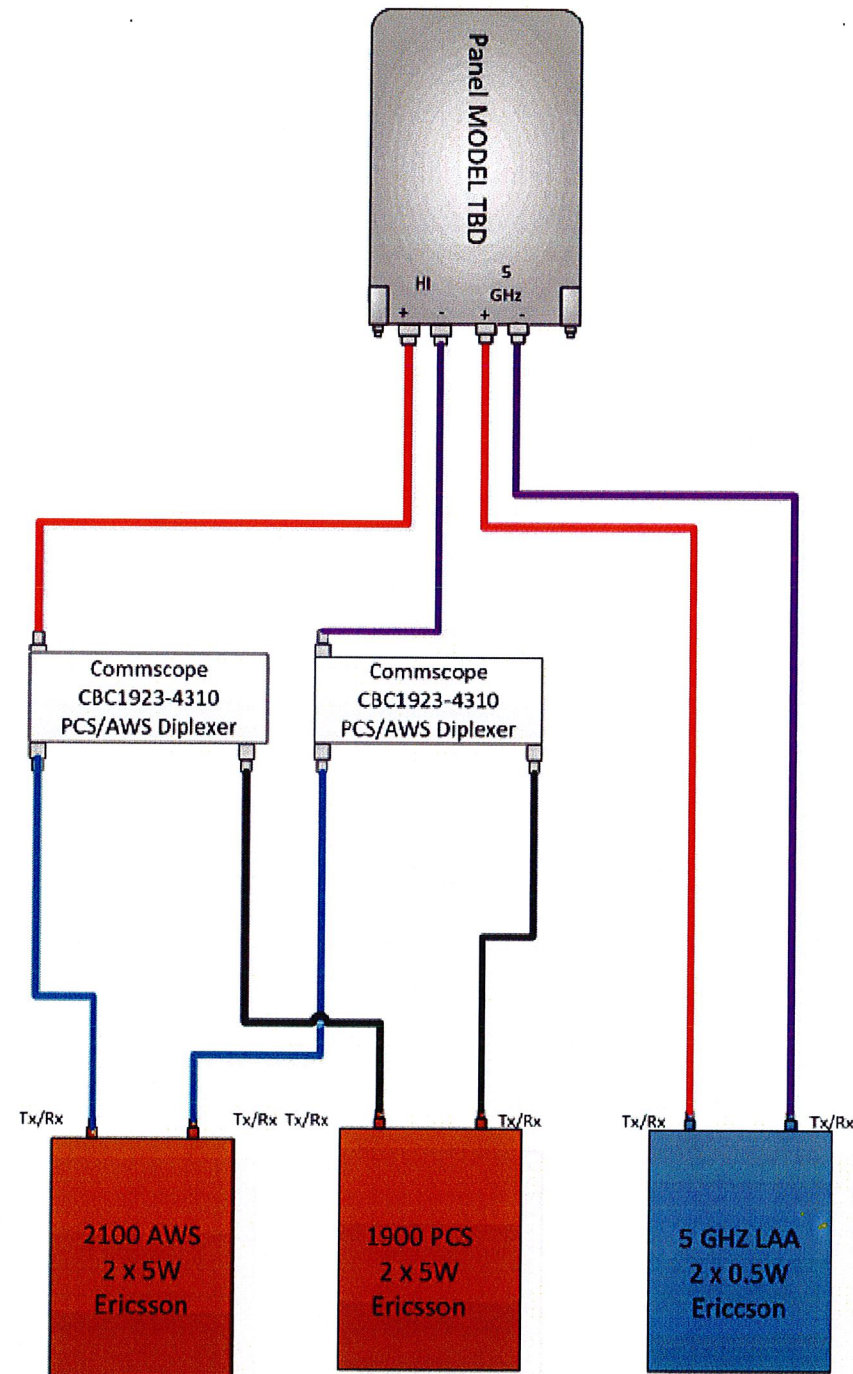 Panel MODEL TBD
HI
5
GHz
+ - + -
Commscope
CBC1923-4310
PCS/AWS Diplexer
Commscope
CBC1923-4310
PCS/AWS Diplexer
Tx/Rx
Tx/Rx
Tx/Rx
Tx/Rx
Tx/Rx
Tx/Rx
2100 AWS
2 x 5W
Ericsson
1900 PCS
2 x 5W
Ericsson
5 GHZ LAA
2 x 0.5W
Ericcson